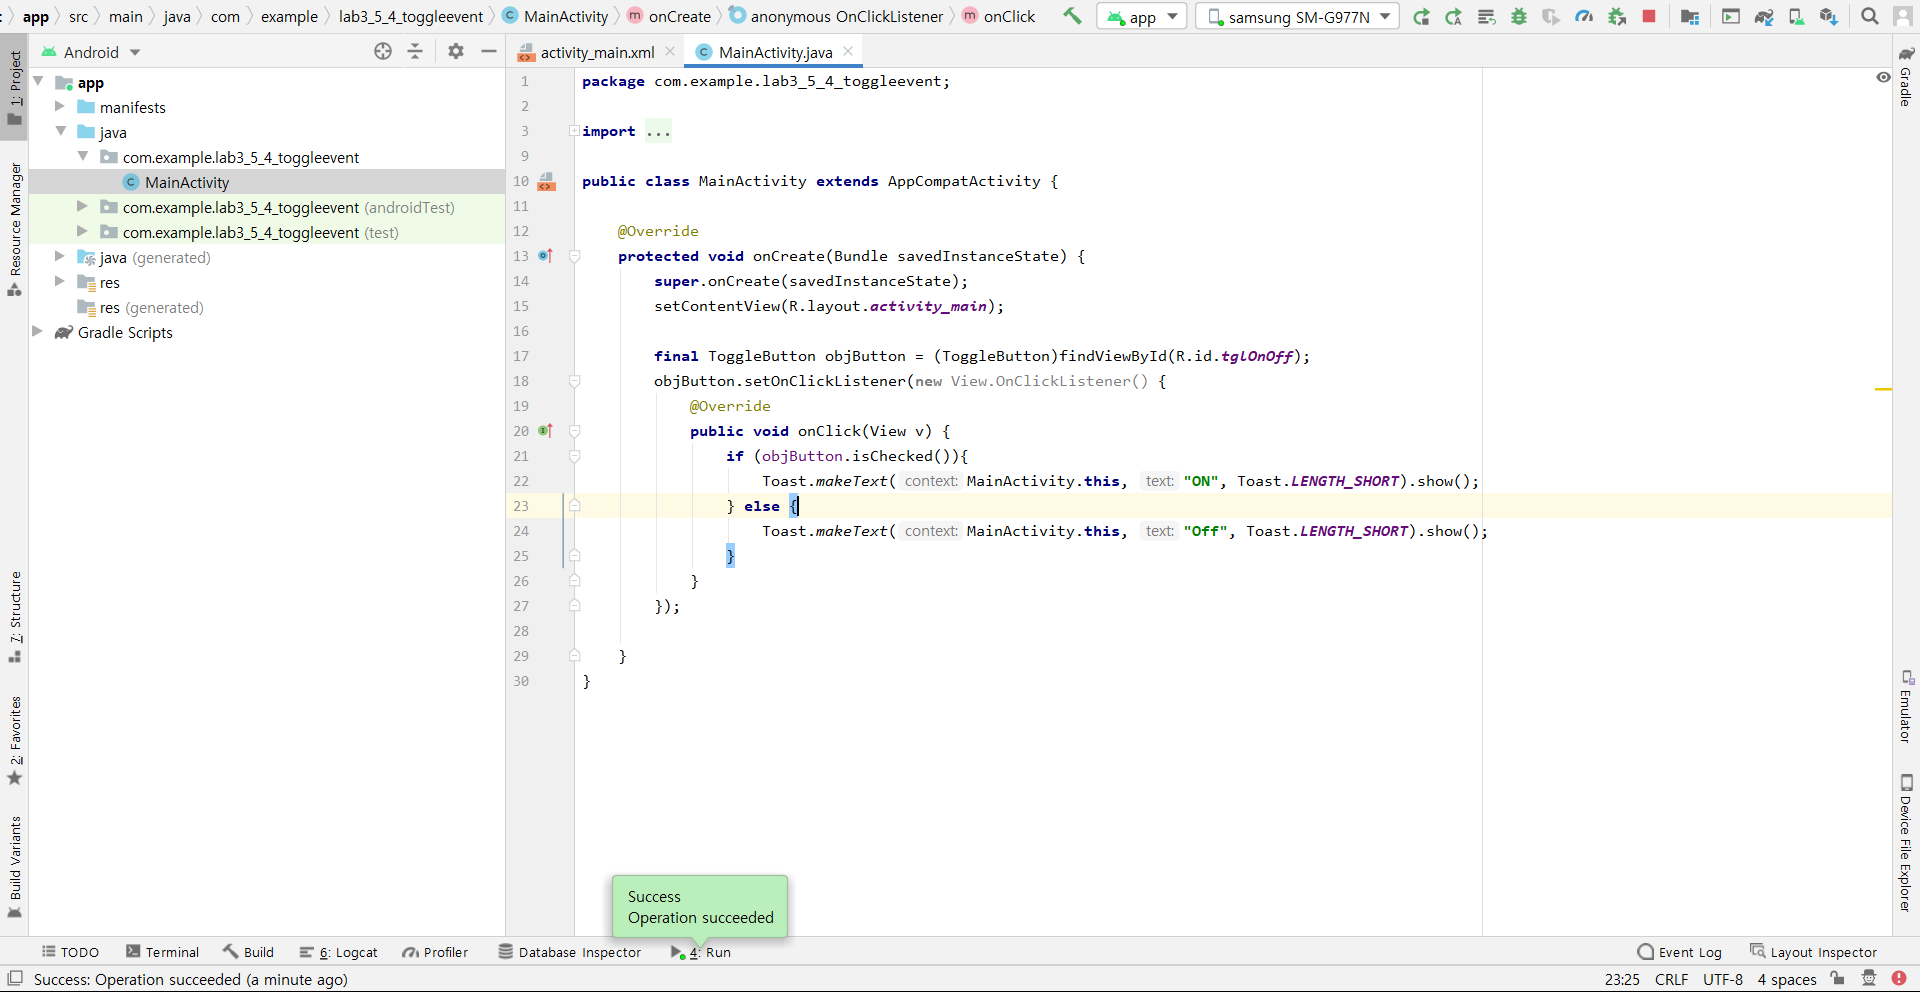 app src main java com example lab3_5_4_toggleevent MainActivity onCreate anonymous OnClickListener onClick app samsung SM-G977N
1: Project
Resource Manager
7: Structure
2: Favorites
Build Variants
Android
app
manifests
java
com.example.lab3_5_4_toggleevent
MainActivity
com.example.lab3_5_4_toggleevent (androidTest)
com.example.lab3_5_4_toggleevent (test)
java (generated)
res
res (generated)
Gradle Scripts
activity_main.xml MainActivity.java
1 package com.example.lab3_5_4_toggleevent;
2
3 import ...
9
10 public class MainActivity extends AppCompatActivity {
11
12 @Override
13 protected void onCreate(Bundle savedInstanceState) {
14 super.onCreate(savedInstanceState);
15 setContentView(R.layout.activity_main);
16
17 final ToggleButton objButton = (ToggleButton)findViewById(R.id.tglOnOff);
18 objButton.setOnClickListener(new View.OnClickListener() {
19 @Override
20 public void onClick(View v) {
21 if (objButton.isChecked()){
22 Toast.makeText( context: MainActivity.this, text: "ON", Toast.LENGTH_SHORT).show();
23 } else {
24 Toast.makeText( context: MainActivity.this, text: "Off", Toast.LENGTH_SHORT).show();
25 }
26 }
27 });
28
29 }
30 }
Gradle
Emulator
Device File Explorer
Success
Operation succeeded
TODO Terminal Build 6: Logcat Profiler Database Inspector 4: Run Event Log Layout Inspector
Success: Operation succeeded (a minute ago) 23:25 CRLF UTF-8 4 spaces